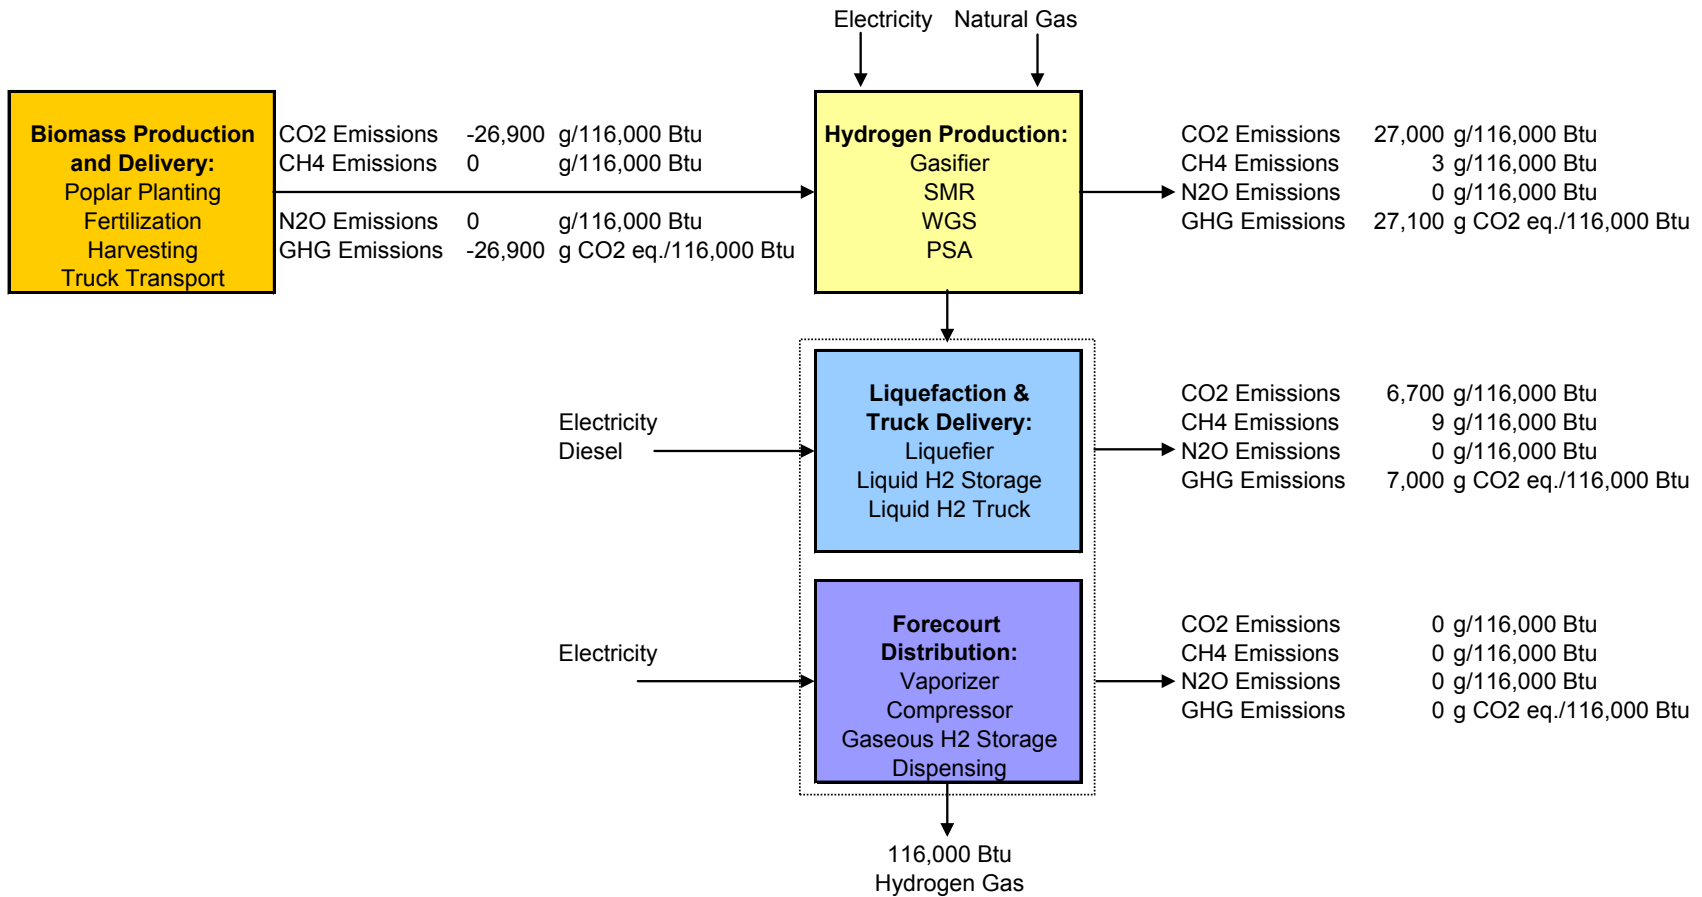 Electricity Natural Gas
Biomass Production
and Delivery:
Poplar Planting
Fertilization
Harvesting
Truck Transport
CO2 Emissions -26,900 g/116,000 Btu
CH4 Emissions 0 g/116,000 Btu
N2O Emissions 0 g/116,000 Btu
GHG Emissions -26,900 g CO2 eq./116,000 Btu
Hydrogen Production:
Gasifier
SMR
WGS
PSA
CO2 Emissions 27,000 g/116,000 Btu
CH4 Emissions 3 g/116,000 Btu
N2O Emissions 0 g/116,000 Btu
GHG Emissions 27,100 g CO2 eq./116,000 Btu
Electricity
Diesel
Liquefaction &
Truck Delivery:
Liquefier
Liquid H2 Storage
Liquid H2 Truck
CO2 Emissions 6,700 g/116,000 Btu
CH4 Emissions 9 g/116,000 Btu
N2O Emissions 0 g/116,000 Btu
GHG Emissions 7,000 g CO2 eq./116,000 Btu
Electricity
Forecourt
Distribution:
Vaporizer
Compressor
Gaseous H2 Storage
Dispensing
CO2 Emissions 0 g/116,000 Btu
CH4 Emissions 0 g/116,000 Btu
N2O Emissions 0 g/116,000 Btu
GHG Emissions 0 g CO2 eq./116,000 Btu
116,000 Btu
Hydrogen Gas